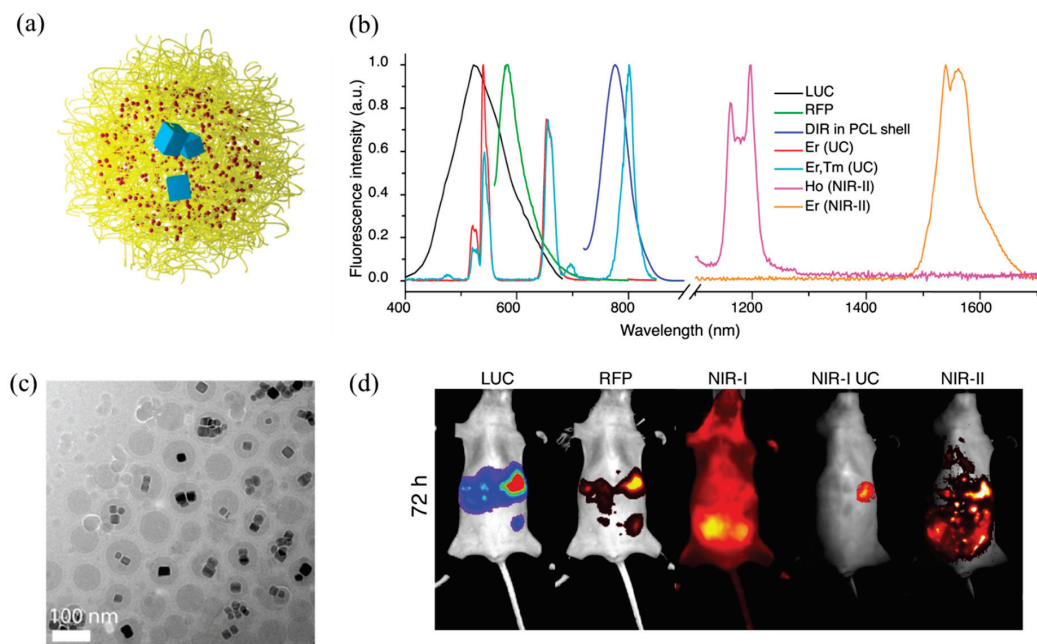 (a)
(b)
Fluorescence intensity (a.u.)
1.0
0.8
0.6
0.4
0.2
0.0
LUC
RFP
DIR in PCL shell
Er (UC)
Er,Tm (UC)
Ho (NIR-II)
Er (NIR-II)
400
600
800
1200
1400
1600
Wavelength (nm)
(c)
100 nm
(d)
LUC
RFP
NIR-I
NIR-I UC
NIR-II
72 h